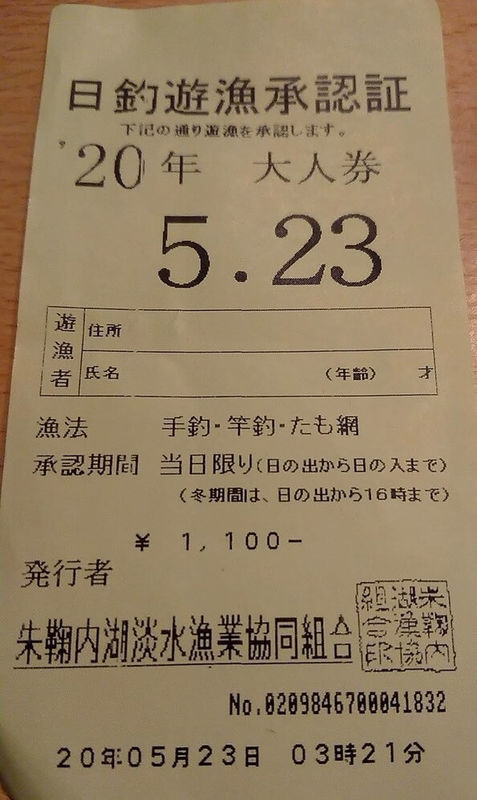 日釣遊漁承認証
下記の通り遊漁を承認します。
'20年 大人券
5.23
遊漁者
住所
氏名 (年齢) 才
漁法 手釣・竿釣・たも網
承認期間 当日限り(日の出から日の入まで)
(冬期間は、日の出から16時まで)
¥ 1,100-
発行者
朱鞠内湖淡水漁業協同組合
朱鞠内
湖漁協
組合印
No.0209846700041832
20年05月23日 03時21分